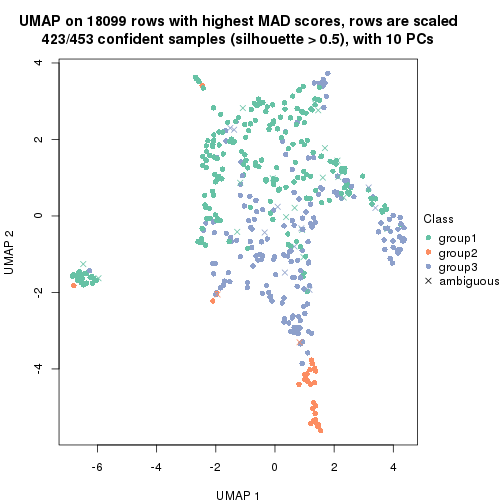 UMAP on 18099 rows with highest MAD scores, rows are scaled
423/453 confident samples (silhouette > 0.5), with 10 PCs
4
2
0
-2
-4
UMAP 2
-6
-4
-2
0
2
4
UMAP 1
Class
group1
group2
group3
ambiguous